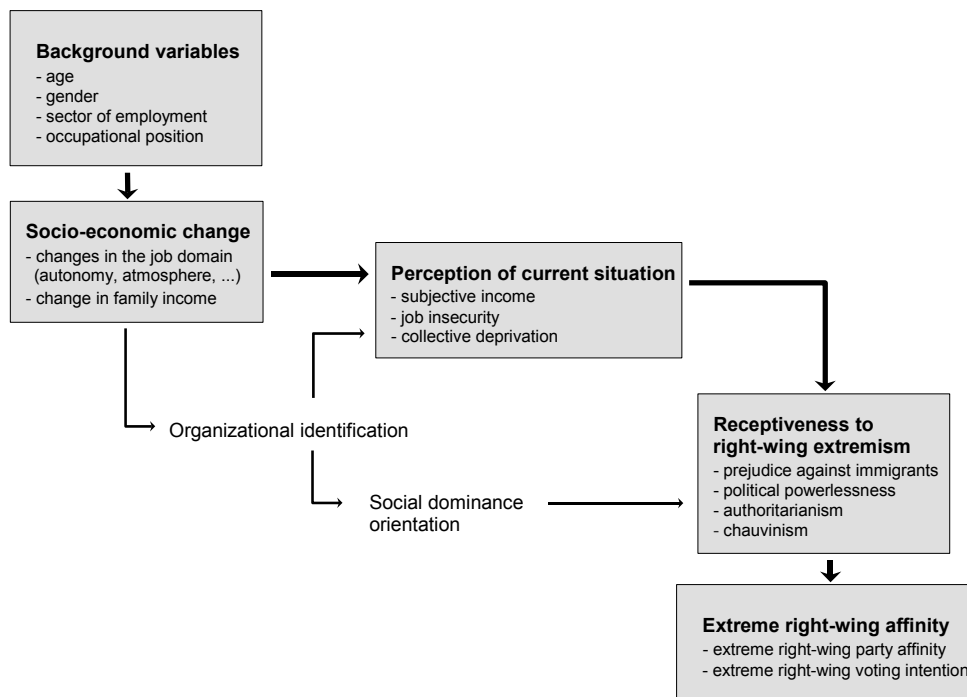 Background variables
- age
- gender
- sector of employment
- occupational position
Socio-economic change
- changes in the job domain
(autonomy, atmosphere, ...)
- change in family income
Perception of current situation
- subjective income
- job insecurity
- collective deprivation
Organizational identification
Social dominance
orientation
Receptiveness to
right-wing extremism
- prejudice against immigrants
- political powerlessness
- authoritarianism
- chauvinism
Extreme right-wing affinity
- extreme right-wing party affinity
- extreme right-wing voting intention